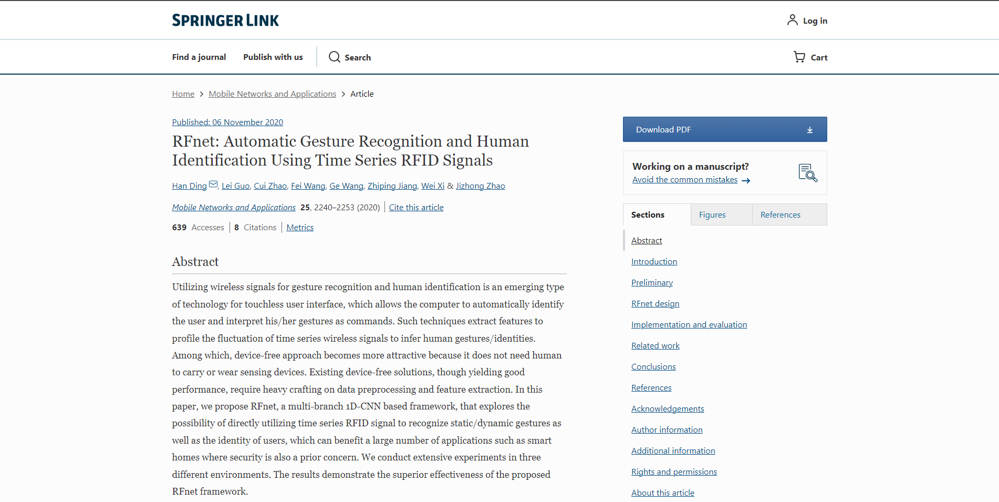 SPRINGER LINK
Log in
Find a journal
Publish with us
Search
Cart
Home > Mobile Networks and Applications > Article
Published: 06 November 2020
RFnet: Automatic Gesture Recognition and Human
Identification Using Time Series RFID Signals
Han Ding, Lei Guo, Cui Zhao, Fei Wang, Ge Wang, Zhiping Jiang, Wei Xi & Jizhong Zhao
Mobile Networks and Applications 25, 2240–2253 (2020) | Cite this article
639 Accesses | 8 Citations | Metrics
Abstract
Utilizing wireless signals for gesture recognition and human identification is an emerging type
of technology for touchless user interface, which allows the computer to automatically identify
the user and interpret his/her gestures as commands. Such techniques extract features to
profile the fluctuation of time series wireless signals to infer human gestures/identities.
Among which, device-free approach becomes more attractive because it does not need human
to carry or wear sensing devices. Existing device-free solutions, though yielding good
performance, require heavy crafting on data preprocessing and feature extraction. In this
paper, we propose RFnet, a multi-branch 1D-CNN based framework, that explores the
possibility of directly utilizing time series RFID signal to recognize static/dynamic gestures as
well as the identity of users, which can benefit a large number of applications such as smart
homes where security is also a prior concern. We conduct extensive experiments in three
different environments. The results demonstrate the superior effectiveness of the proposed
RFnet framework.
Download PDF
Working on a manuscript?
Avoid the common mistakes →
Sections
Figures
References
Abstract
Introduction
Preliminary
RFnet design
Implementation and evaluation
Related work
Conclusions
References
Acknowledgements
Author information
Additional information
Rights and permissions
About this article